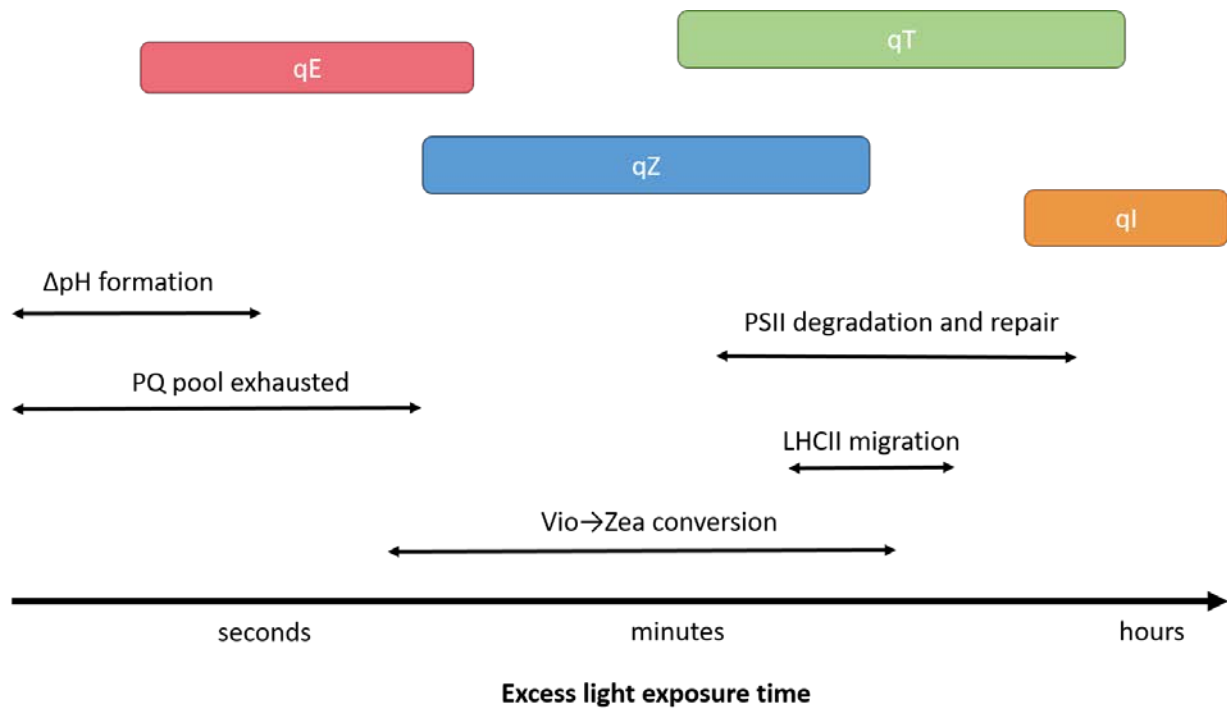 qT
qE
qZ
qI
ΔpH formation
PSII degradation and repair
PQ pool exhausted
LHCII migration
Vio→Zea conversion
seconds minutes hours
Excess light exposure time